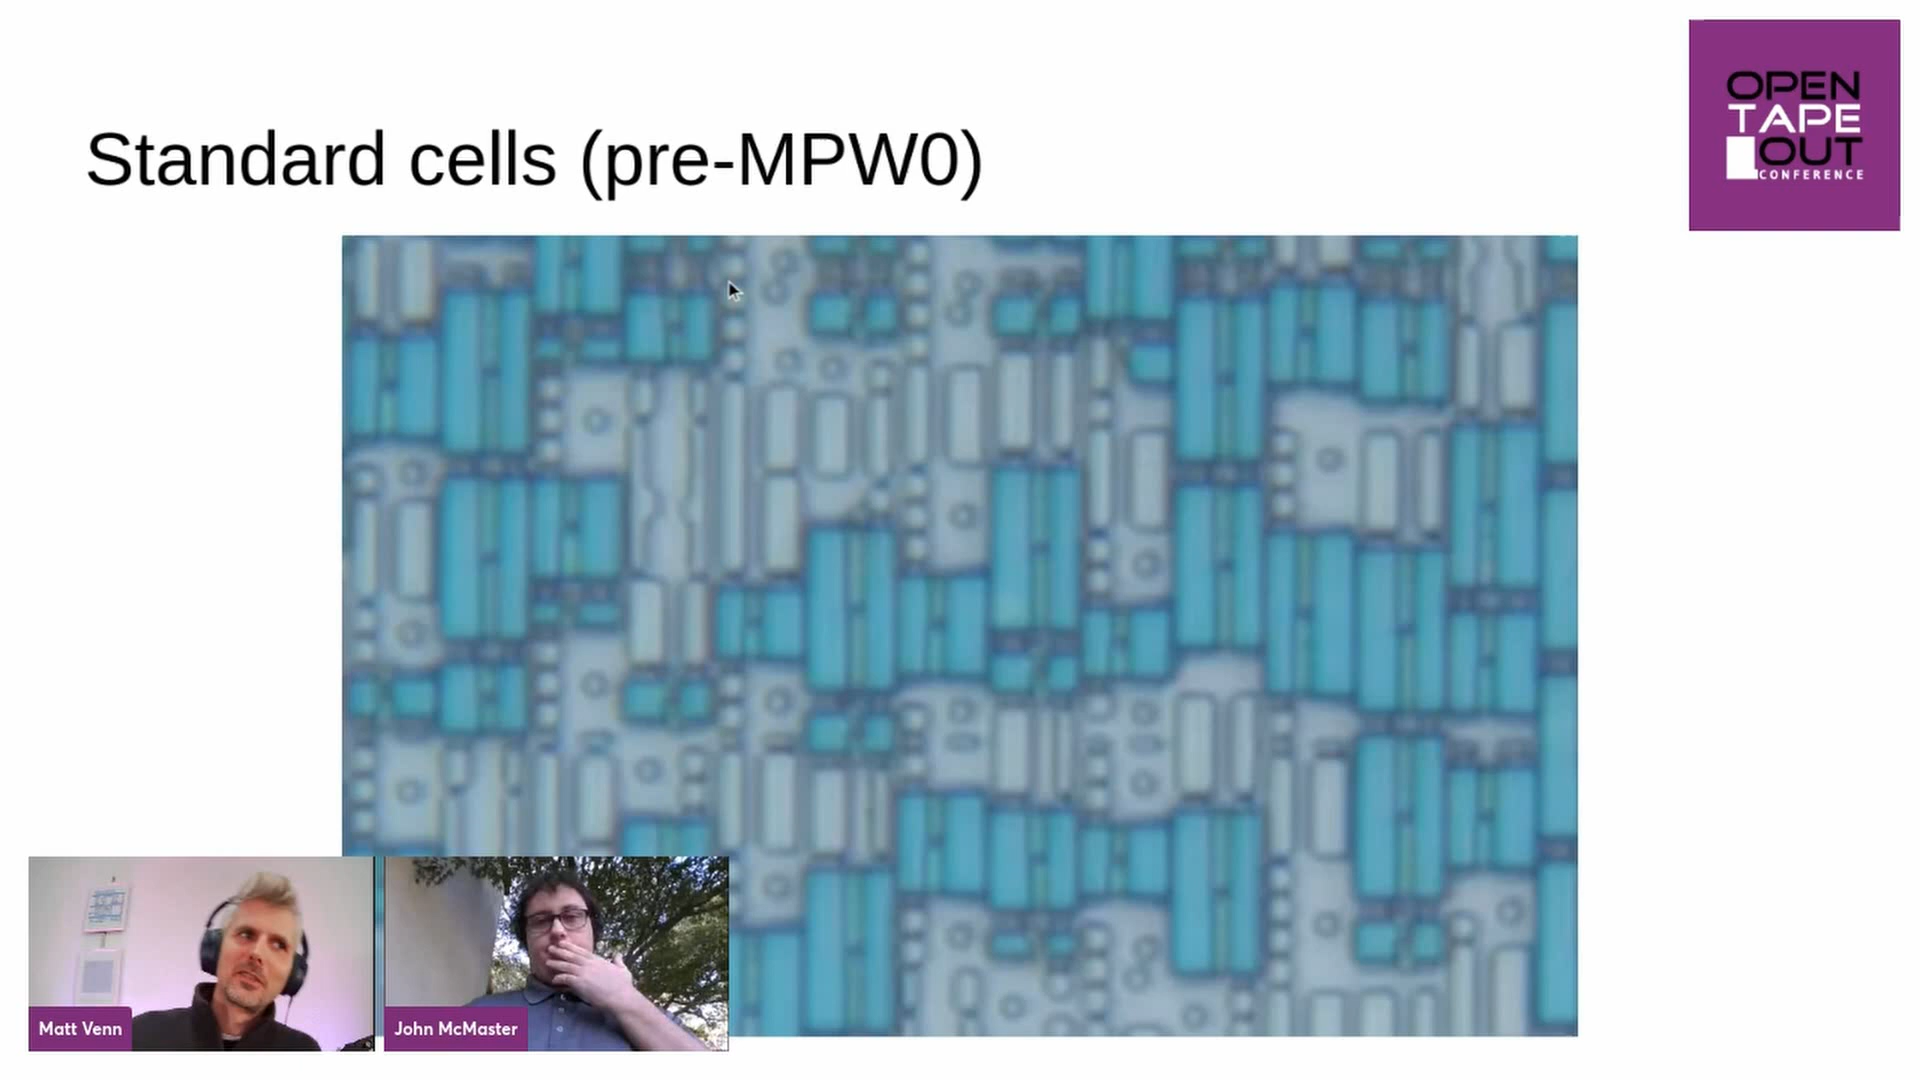 Standard cells (pre-MPW0)
OPEN
TAPE
OUT
CONFERENCE
Matt Venn
John McMaster